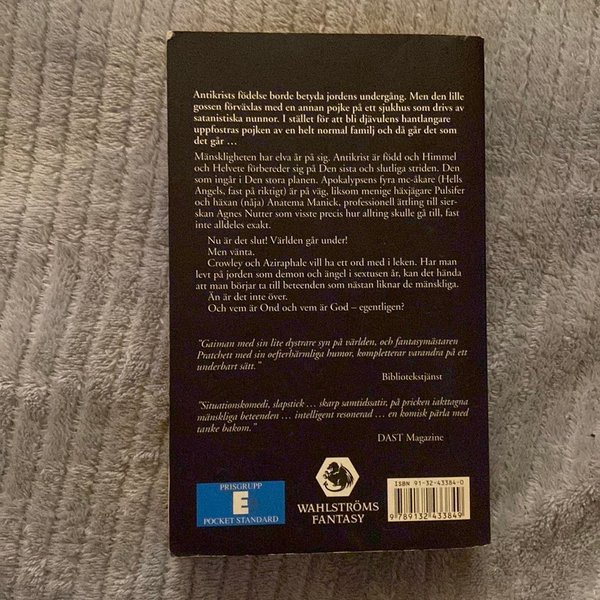 Antikrists födelse borde betyda jordens undergång. Men den lille
gossen förväxlas med en annan pojke på ett sjukhus som drivs av
satanistiska nunnor. I stället för att bli djävulens hantlangare
uppfostras pojken av en helt normal familj och då går det som
det går ...
Mänskligheten har elva år på sig. Antikrist är född och Himmel
och Helvete förbereder sig på Den sista och slutliga striden. Den
som ingår i Den stora planen. Apokalypsens fyra mc-åkare (Hells
Angels, fast på riktigt) är på väg, liksom menige häxjägare Pulsifer
och häxan (nåja) Anatema Manick, professionell ättling till sier-
skan Agnes Nutter som visste precis hur allting skulle gå till, fast
inte alldeles exakt.
Nu är det slut! Världen går under!
Men vänta.
Crowley och Aziraphale vill ha ett ord med i leken. Har man
levt på jorden som demon och ängel i sextusen år, kan det hända
att man börjar ta till beteenden som nästan liknar de mänskliga.
Än är det inte över.
Och vem är Ond och vem är God – egentligen?
"Gaiman med sin lite dystrare syn på världen, och fantasymästaren
Pratchett med sin oefterhärmliga humor, kompletterar varandra på ett
underbart sätt."
Bibliotekstjänst
"Situationskomedi, slapstick ... skarp samtidssatir, på pricken iakttagna
mänskliga beteenden ... intelligent resonerad ... en komisk pärla med
tanke bakom."
DAST Magazine
PRISGRUPP
E
POCKET STANDARD
WAHLSTRÖMS
FANTASY
ISBN 91-32-43384-0
9 789132 433849